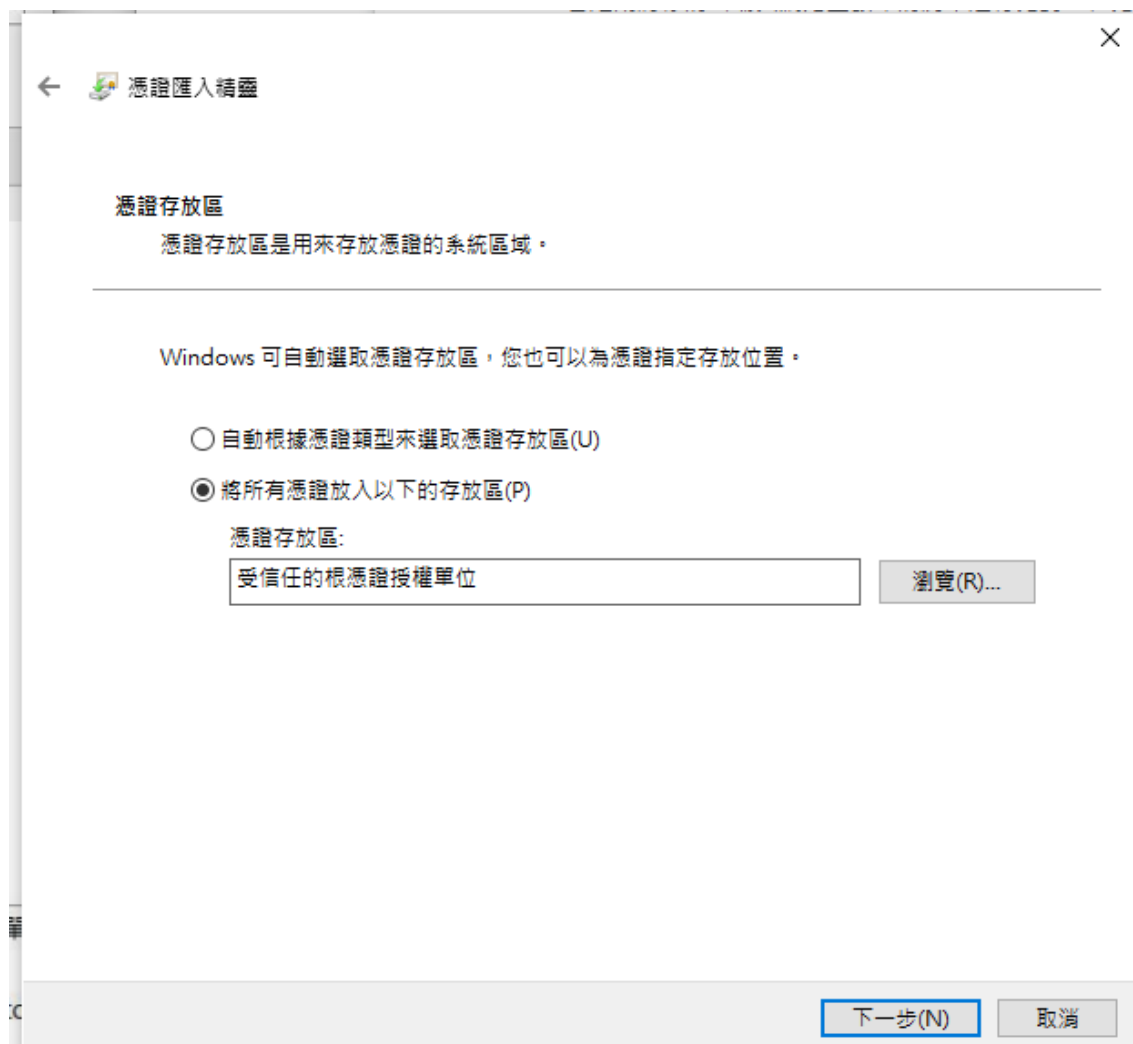 憑證匯入精靈
憑證存放區
憑證存放區是用來存放憑證的系統區域。
Windows 可自動選取憑證存放區，您也可以為憑證指定存放位置。
自動根據憑證類型來選取憑證存放區(U)
將所有憑證放入以下的存放區(P)
憑證存放區:
受信任的根憑證授權單位
瀏覽(R)...
下一步(N)
取消